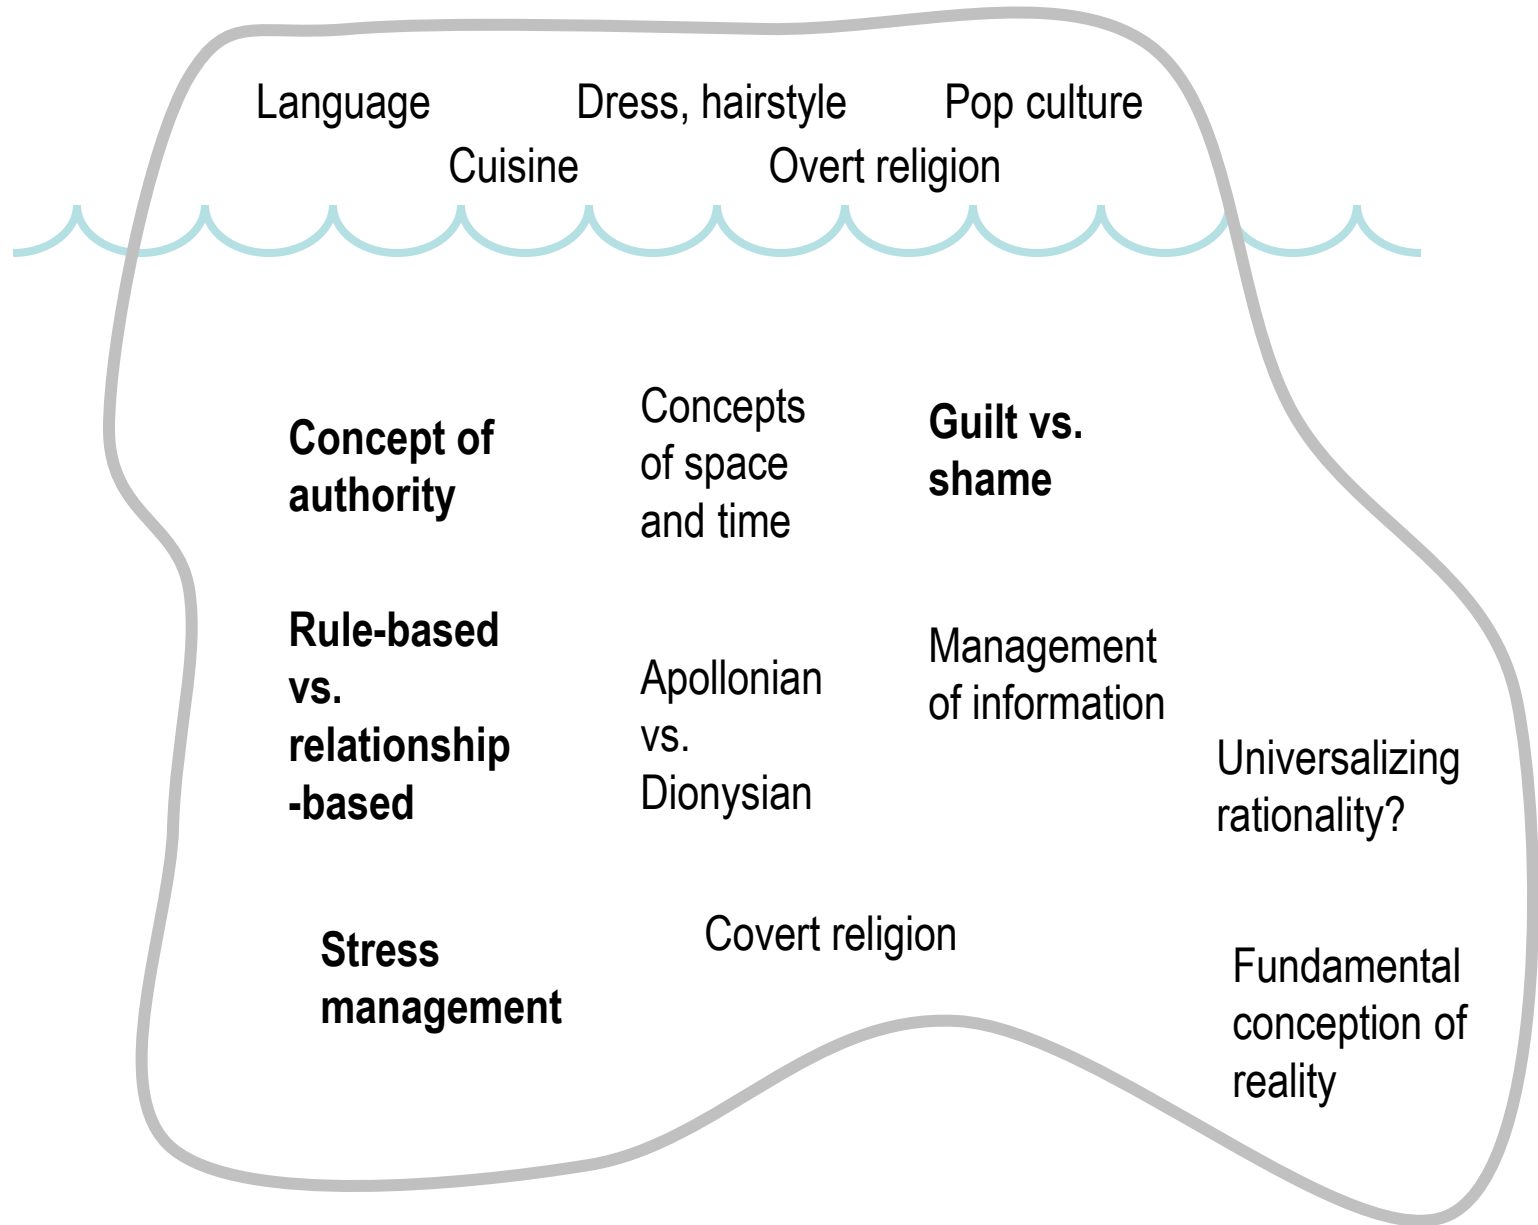 Language
Dress, hairstyle
Pop culture
Cuisine
Overt religion
Concept of
authority
Concepts
of space
and time
Guilt vs.
shame
Rule-based
vs.
relationship
-based
Apollonian
vs.
Dionysian
Management
of information
Universalizing
rationality?
Stress
management
Covert religion
Fundamental
conception of
reality